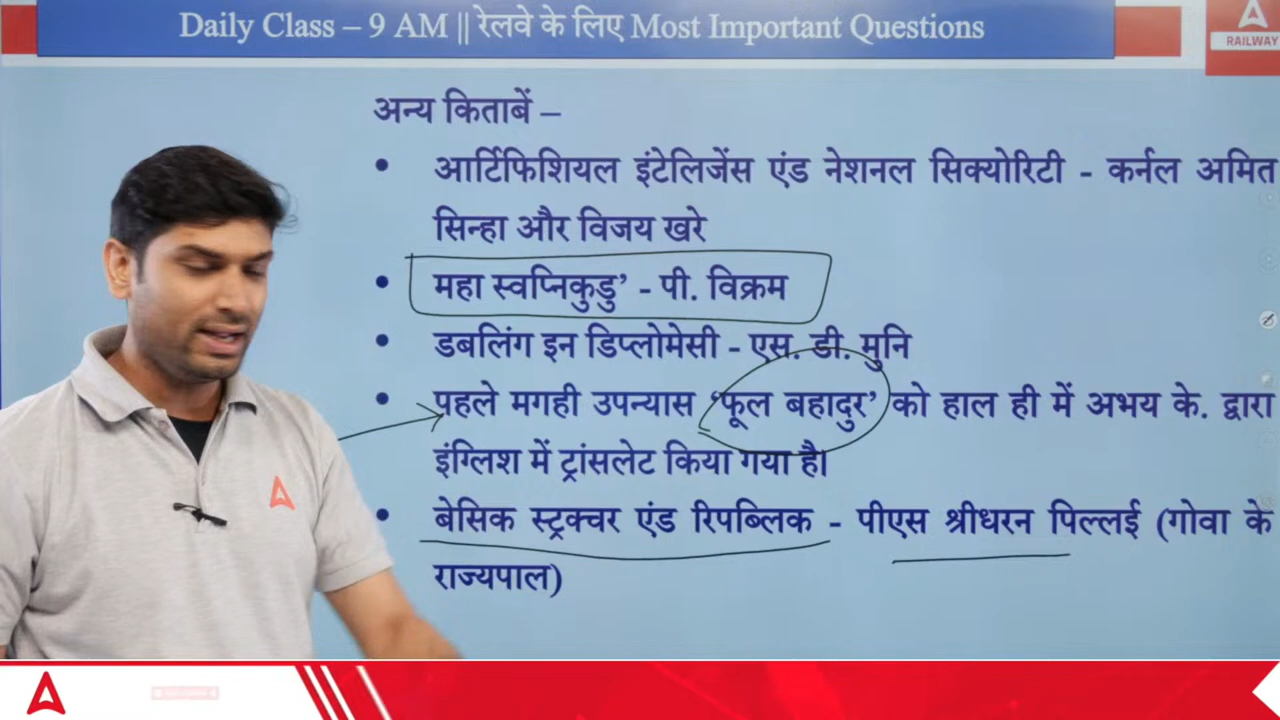 Daily Class – 9 AM || रेलवे के लिए Most Important Questions
RAILWAY
अन्य किताबें –
• आर्टिफिशियल इंटेलिजेंस एंड नेशनल सिक्योरिटी - कर्नल अमित
सिन्हा और विजय खरे
• महा स्वप्निकुडु’ - पी. विक्रम
• डबलिंग इन डिप्लोमेसी - एस. डी. मुनि
• पहले मगही उपन्यास ‘फूल बहादुर’ को हाल ही में अभय के. द्वारा
इंग्लिश में ट्रांसलेट किया गया है।
• बेसिक स्ट्रक्चर एंड रिपब्लिक - पीएस श्रीधरन पिल्लई (गोवा के
राज्यपाल)